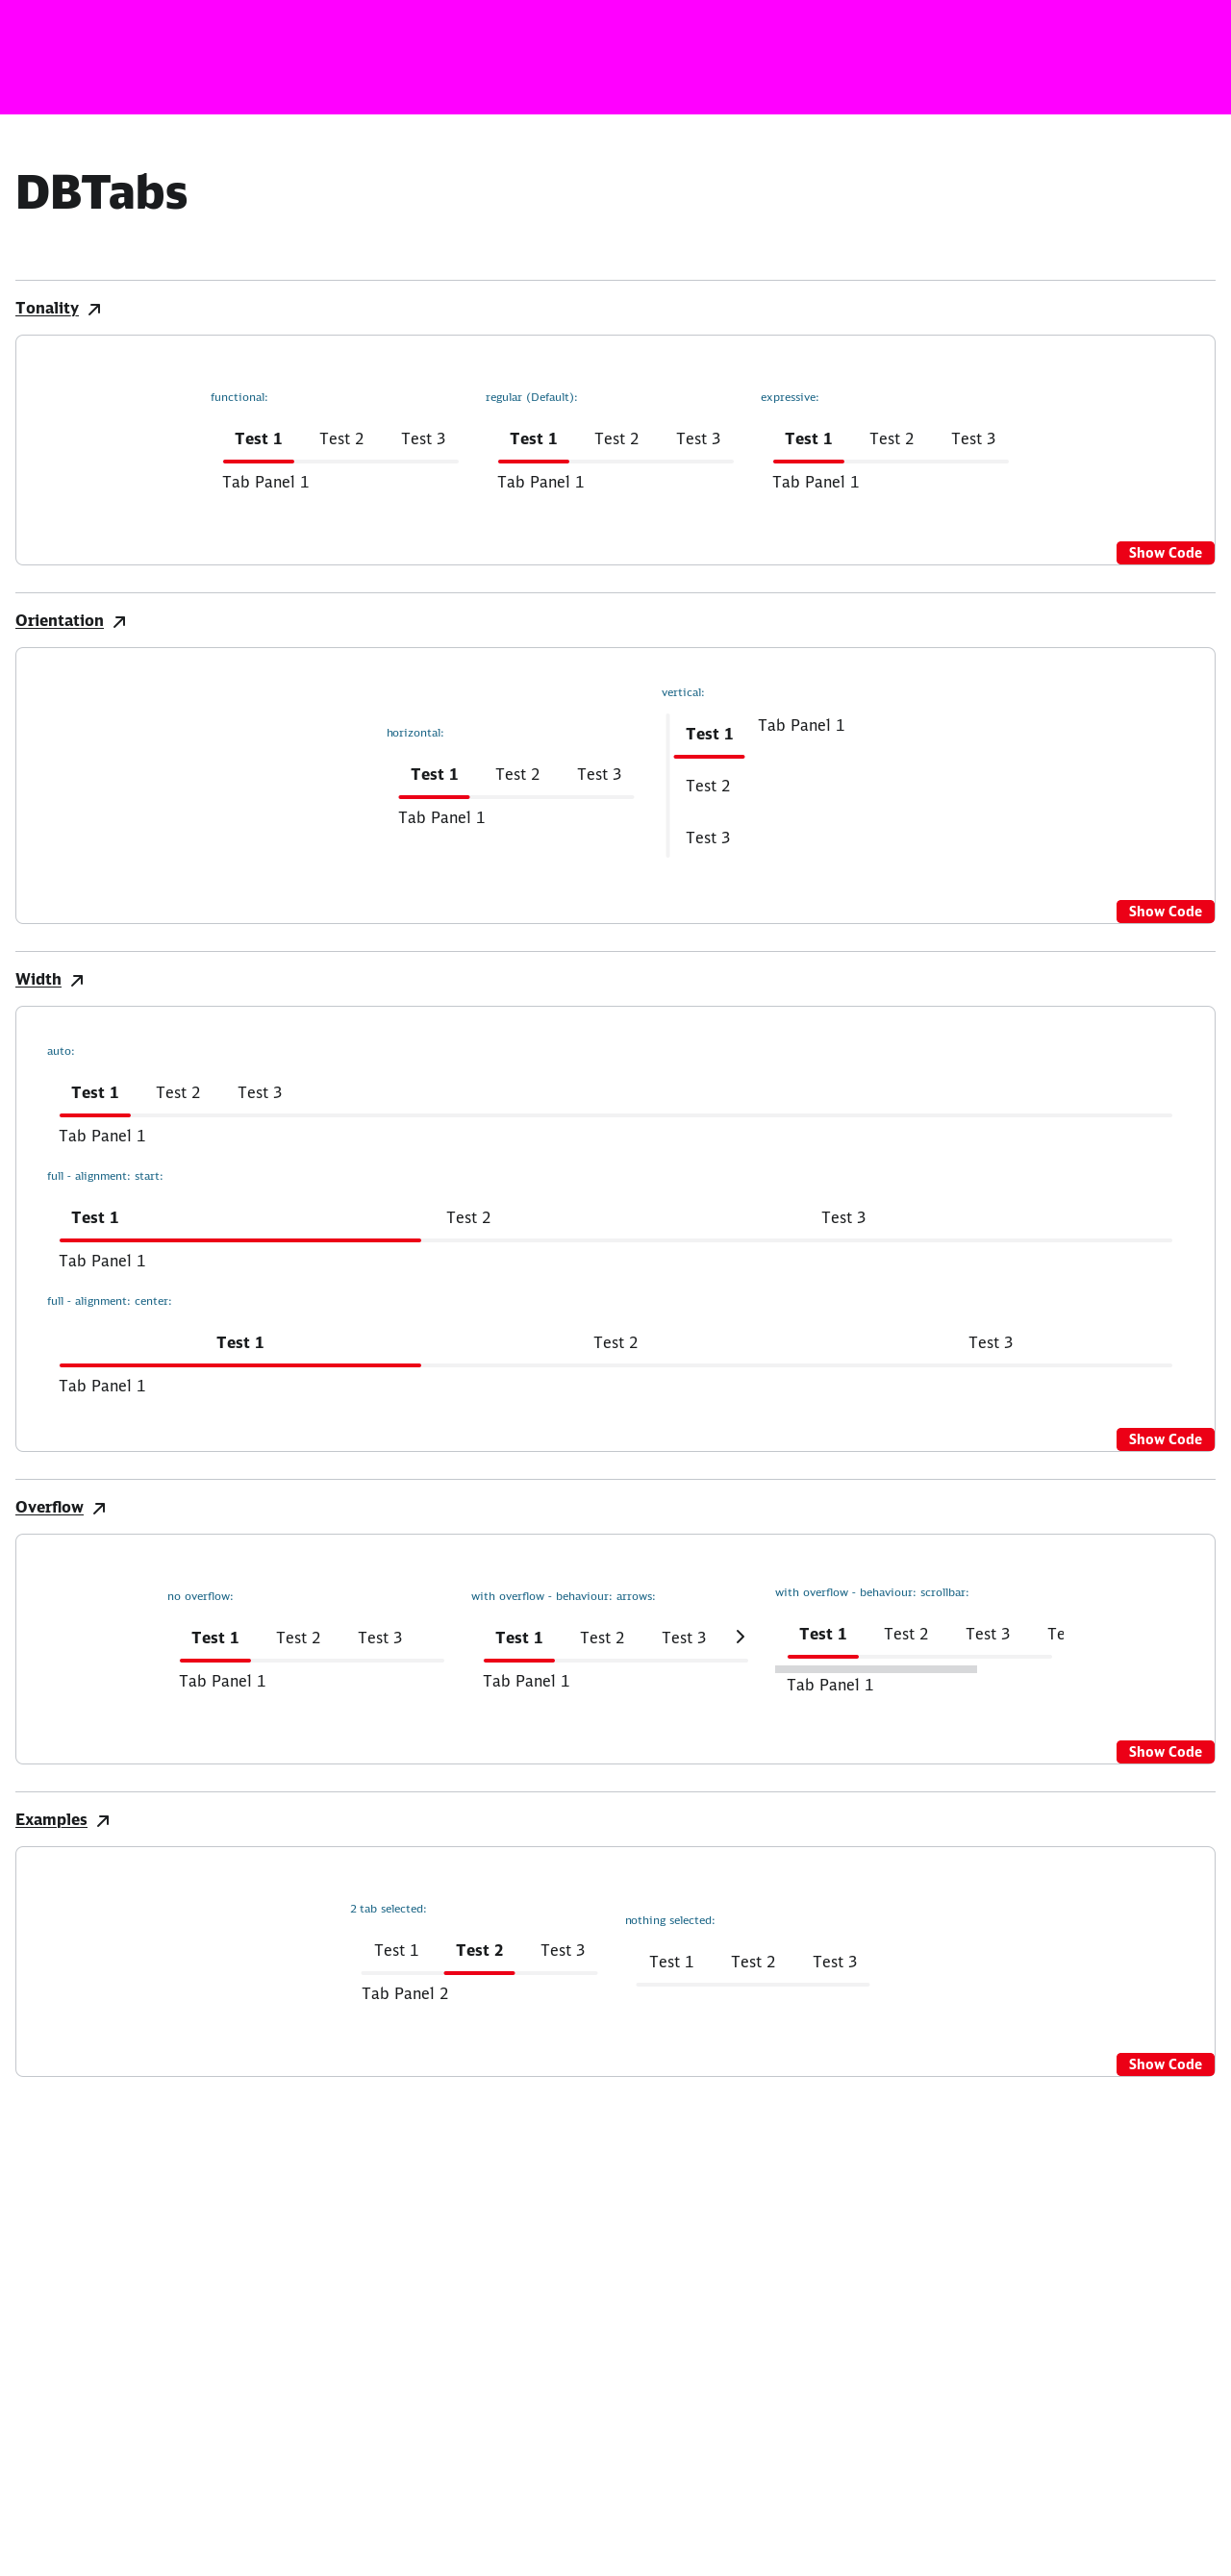 DBTabs
Tonality
functional: regular (Default): expressive:
Test 1 Test 2 Test 3 Test 1 Test 2 Test 3 Test 1 Test 2 Test 3
Tab Panel 1 Tab Panel 1 Tab Panel 1
Show Code
Orientation
horizontal:
Test 1 Test 2 Test 3
Tab Panel 1
vertical:
Test 1 Tab Panel 1
Test 2
Test 3
Show Code
Width
auto:
Test 1 Test 2 Test 3
Tab Panel 1
full - alignment: start:
Test 1 Test 2 Test 3
Tab Panel 1
full - alignment: center:
Test 1 Test 2 Test 3
Tab Panel 1
Show Code
Overflow
no overflow: with overflow - behaviour: arrows: with overflow - behaviour: scrollbar:
Test 1 Test 2 Test 3 Test 1 Test 2 Test 3 Test 1 Test 2 Test 3 Te
Tab Panel 1 Tab Panel 1 Tab Panel 1
Show Code
Examples
2 tab selected: nothing selected:
Test 1 Test 2 Test 3 Test 1 Test 2 Test 3
Tab Panel 2
Show Code